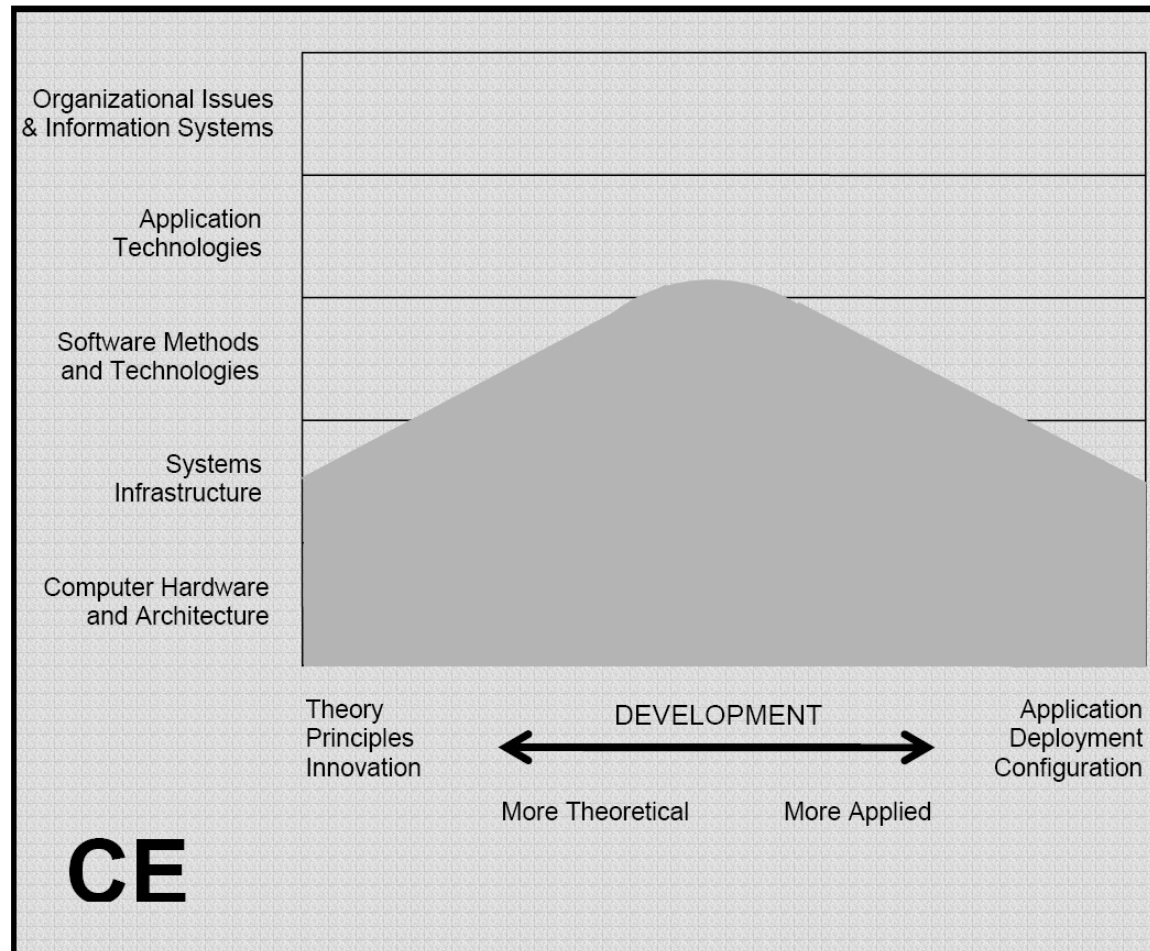 Organizational Issues
& Information Systems
Application
Technologies
Software Methods
and Technologies
Systems
Infrastructure
Computer Hardware
and Architecture
Theory
Principles
Innovation
DEVELOPMENT
Application
Deployment
Configuration
More Theoretical
More Applied
CE